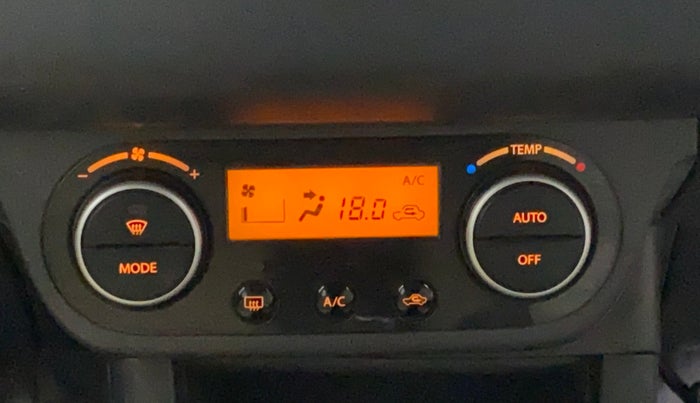 − + TEMP
A/C
18.0
AUTO
MODE OFF
A/C